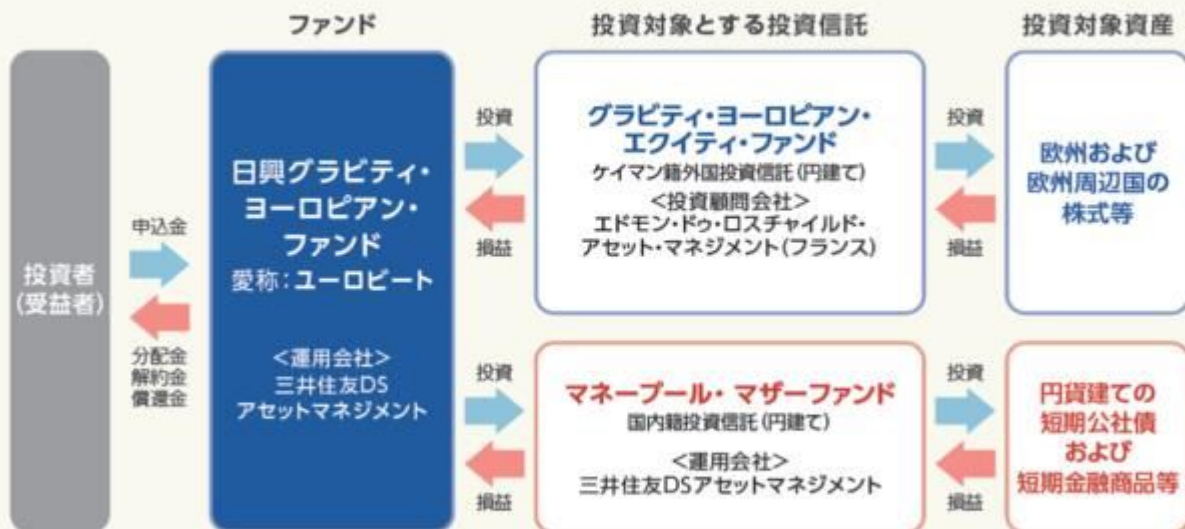 ファンド
投資対象とする投資信託
投資対象資産
投資者
(受益者)
申込金
分配金
解約金
償還金
日興グラビティ・
ヨーロピアン・
ファンド
愛称:ユーロビート
<運用会社>
三井住友DS
アセットマネジメント
投資
損益
グラビティ・ヨーロピアン・
エクイティ・ファンド
ケイマン籍外国投資信託(円建て)
<投資顧問会社>
エドモン・ドゥ・ロスチャイルド・
アセット・マネジメント(フランス)
投資
損益
欧州および
欧州周辺国の
株式等
投資
損益
マネープール・マザーファンド
国内籍投資信託(円建て)
<運用会社>
三井住友DSアセットマネジメント
投資
損益
円貨建ての
短期公社債
および
短期金融商品等